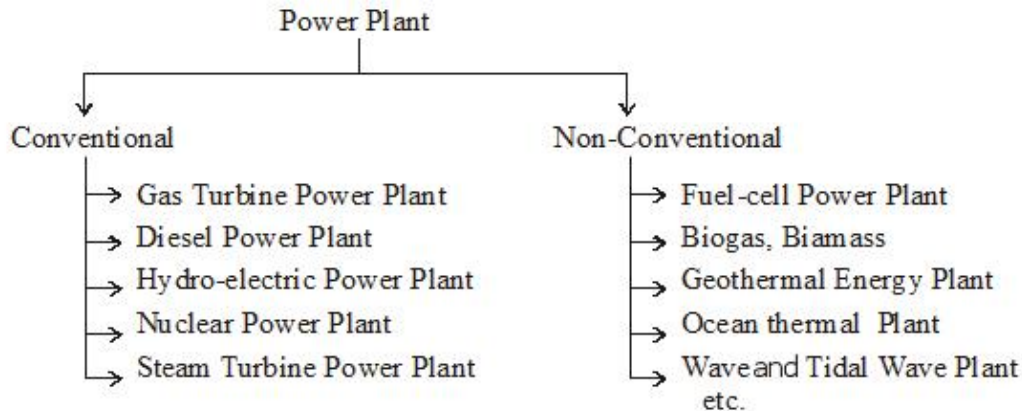 Power Plant
Conventional
Gas Turbine Power Plant
Diesel Power Plant
Hydro-electric Power Plant
Nuclear Power Plant
Steam Turbine Power Plant
Non-Conventional
Fuel-cell Power Plant
Biogas, Biamass
Geothermal Energy Plant
Ocean thermal Plant
Wave and Tidal Wave Plant
etc.